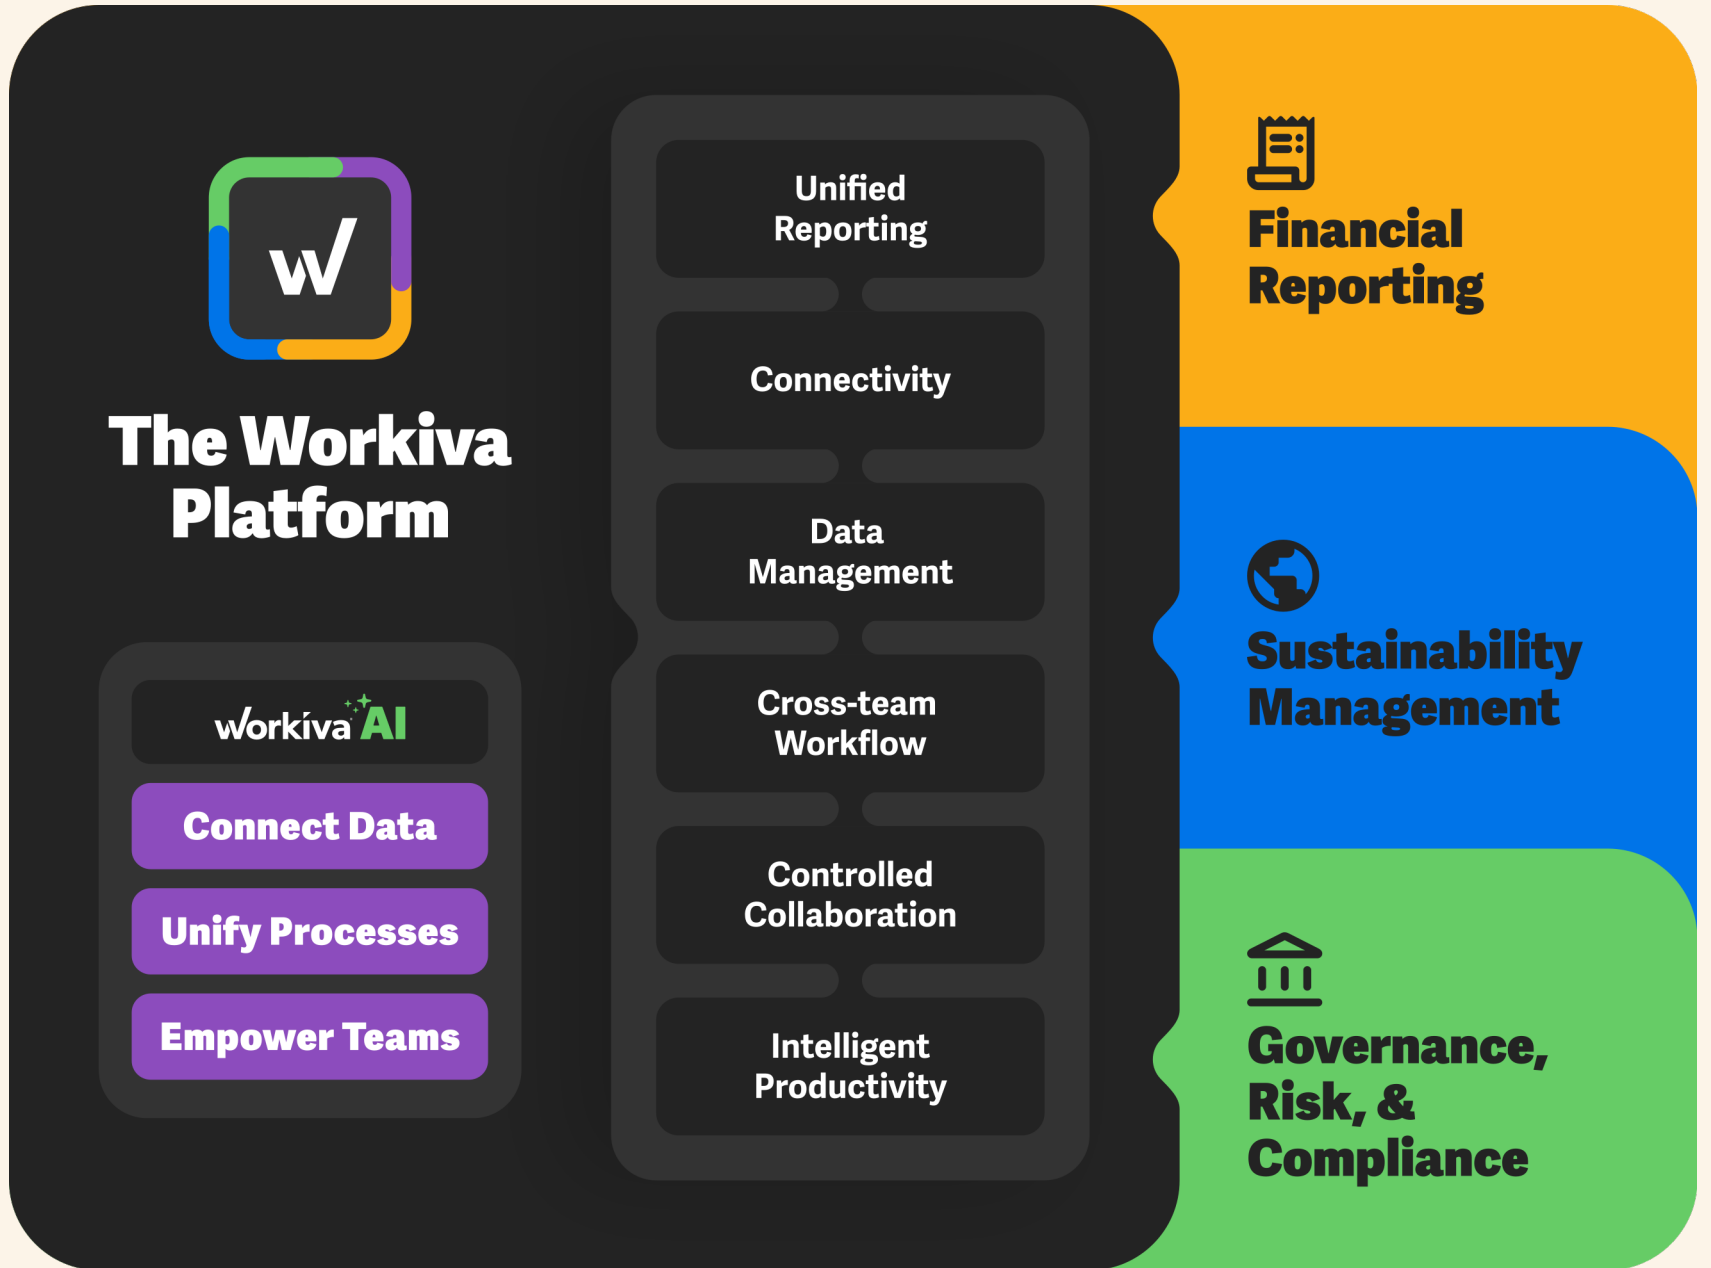 W
The Workiva
Platform
workiva AI
Connect Data
Unify Processes
Empower Teams
Unified
Reporting
Connectivity
Data
Management
Cross-team
Workflow
Controlled
Collaboration
Intelligent
Productivity
Financial
Reporting
Sustainability
Management
Governance,
Risk, &
Compliance